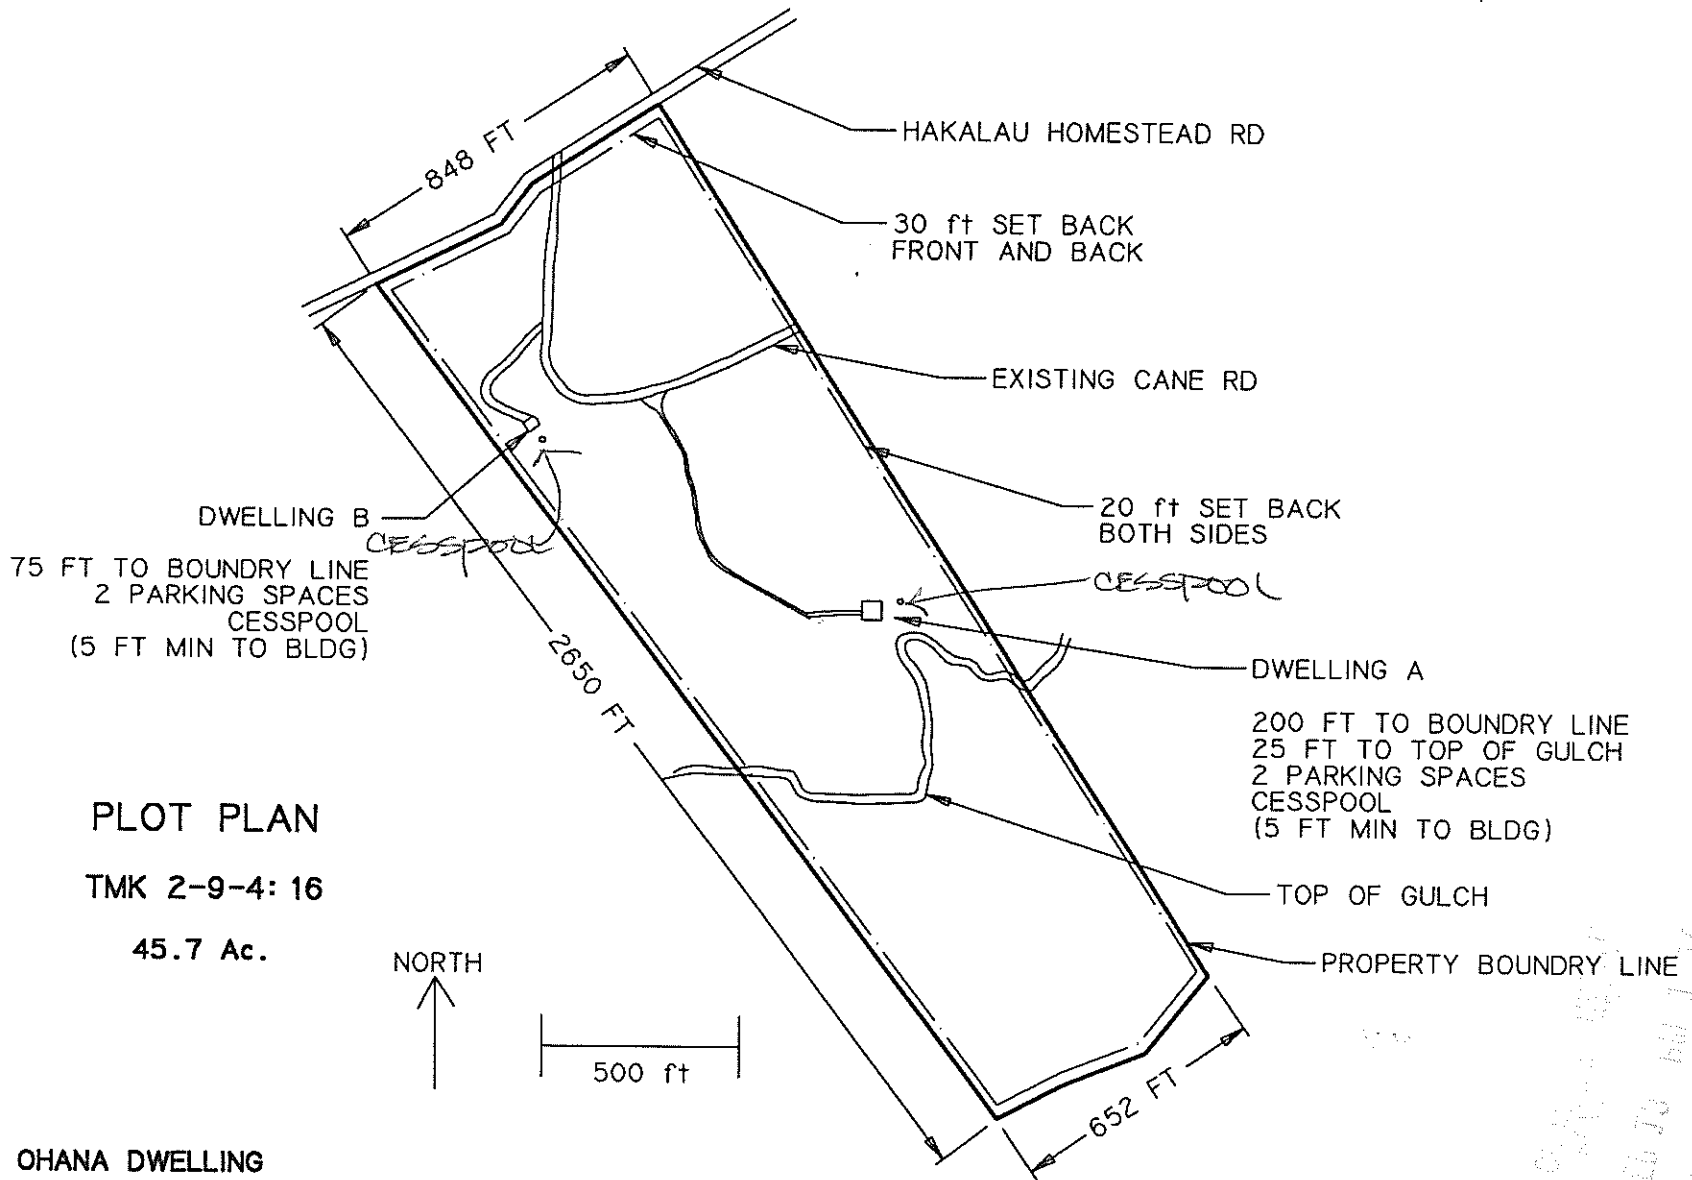 848 FT
HAKALAU HOMESTEAD RD
30 ft SET BACK
FRONT AND BACK
EXISTING CANE RD
20 ft SET BACK
BOTH SIDES
DWELLING B
CESSPOOL
75 FT TO BOUNDRY LINE
2 PARKING SPACES
CESSPOOL
(5 FT MIN TO BLDG)
CESSPOOL
2650 FT
DWELLING A
200 FT TO BOUNDRY LINE
25 FT TO TOP OF GULCH
2 PARKING SPACES
CESSPOOL
(5 FT MIN TO BLDG)
TOP OF GULCH
PROPERTY BOUNDRY LINE
PLOT PLAN
TMK 2-9-4: 16
45.7 Ac.
NORTH
500 ft
652 FT
OHANA DWELLING